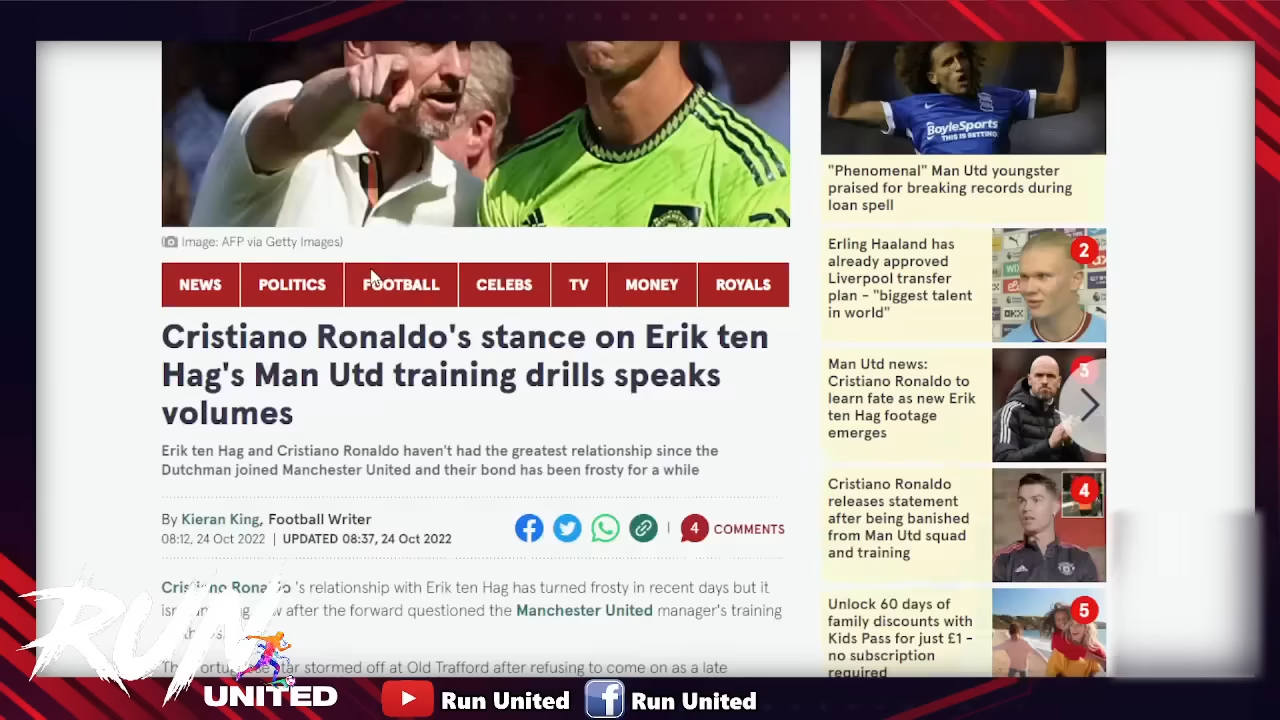 BoyleSports
THIS IS BETTING
"Phenomenal" Man Utd youngster
praised for breaking records during
loan spell
Image: AFP via Getty Images)
NEWS
POLITICS
FOOTBALL
CELEBS
TV
MONEY
ROYALS
Cristiano Ronaldo's stance on Erik ten
Hag's Man Utd training drills speaks
volumes
Erik ten Hag and Cristiano Ronaldo haven't had the greatest relationship since the
Dutchman joined Manchester United and their bond has been frosty for a while
By Kieran King, Football Writer
08:12, 24 Oct 2022 | UPDATED 08:37, 24 Oct 2022
4 COMMENTS
Cristiano Ronaldo 's relationship with Erik ten Hag has turned frosty in recent days but it
after the forward questioned the Manchester United manager's training
star stormed off at Old Trafford after refusing to come on as a late
Erling Haaland has
already approved
Liverpool transfer
plan - "biggest talent
in world"
2
Man Utd news:
Cristiano Ronaldo to
learn fate as new Erik
ten Hag footage
emerges
3
Cristiano Ronaldo
releases statement
after being banished
from Man Utd squad
and training
4
Unlock 60 days of
family discounts with
Kids Pass for just £1 -
no subscription
required
5
RUN
UNITED
Run United
Run United